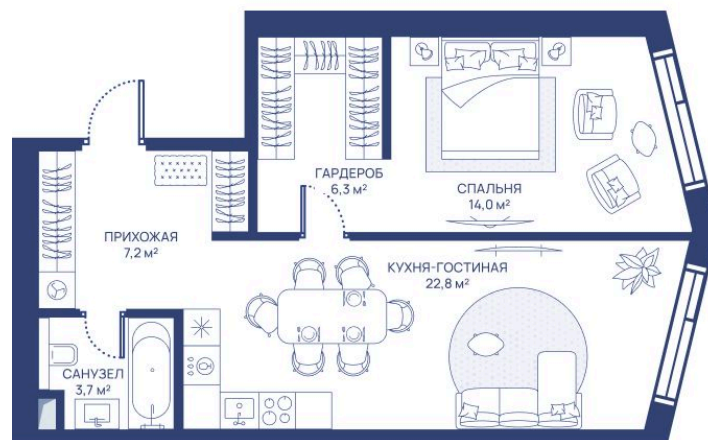 ГАРДЕРОБ
6,3 м²
СПАЛЬНЯ
14,0 м²
ПРИХОЖАЯ
7,2 м²
КУХНЯ-ГОСТИНАЯ
22,8 м²
САНУЗЕЛ
3,7 м²